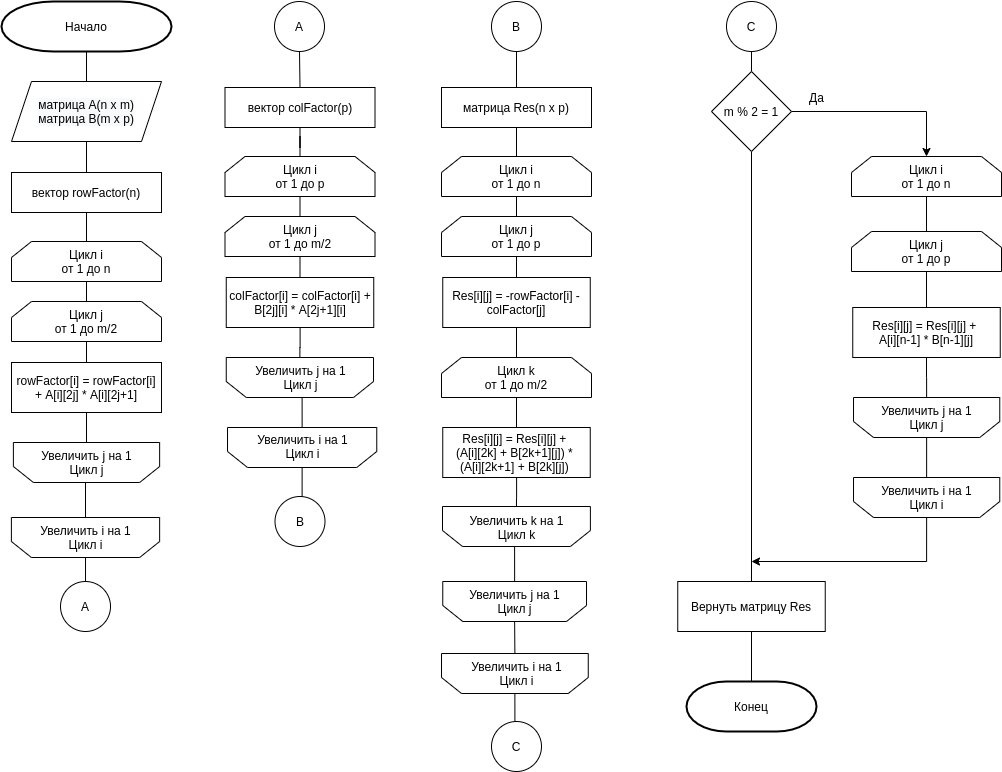 Начало
матрица A(n x m)
матрица B(m x p)
вектор rowFactor(n)
Цикл i
от 1 до n
Цикл j
от 1 до m/2
rowFactor[i] = rowFactor[i]
+ A[i][2j] * A[i][2j+1]
Увеличить j на 1
Цикл j
Увеличить i на 1
Цикл i
A
A
вектор colFactor(p)
Цикл i
от 1 до p
Цикл j
от 1 до m/2
colFactor[i] = colFactor[i] +
B[2j][i] * A[2j+1][i]
Увеличить j на 1
Цикл j
Увеличить i на 1
Цикл i
B
B
матрица Res(n x p)
Цикл i
от 1 до n
Цикл j
от 1 до p
Res[i][j] = -rowFactor[i] -
colFactor[j]
Цикл k
от 1 до m/2
Res[i][j] = Res[i][j] +
(A[i][2k] + B[2k+1][j]) *
(A[i][2k+1] + B[2k][j])
Увеличить k на 1
Цикл k
Увеличить j на 1
Цикл j
Увеличить i на 1
Цикл i
C
C
m % 2 = 1
Да
Цикл i
от 1 до n
Цикл j
от 1 до p
Res[i][j] = Res[i][j] +
A[i][n-1] * B[n-1][j]
Увеличить j на 1
Цикл j
Увеличить i на 1
Цикл i
Вернуть матрицу Res
Конец